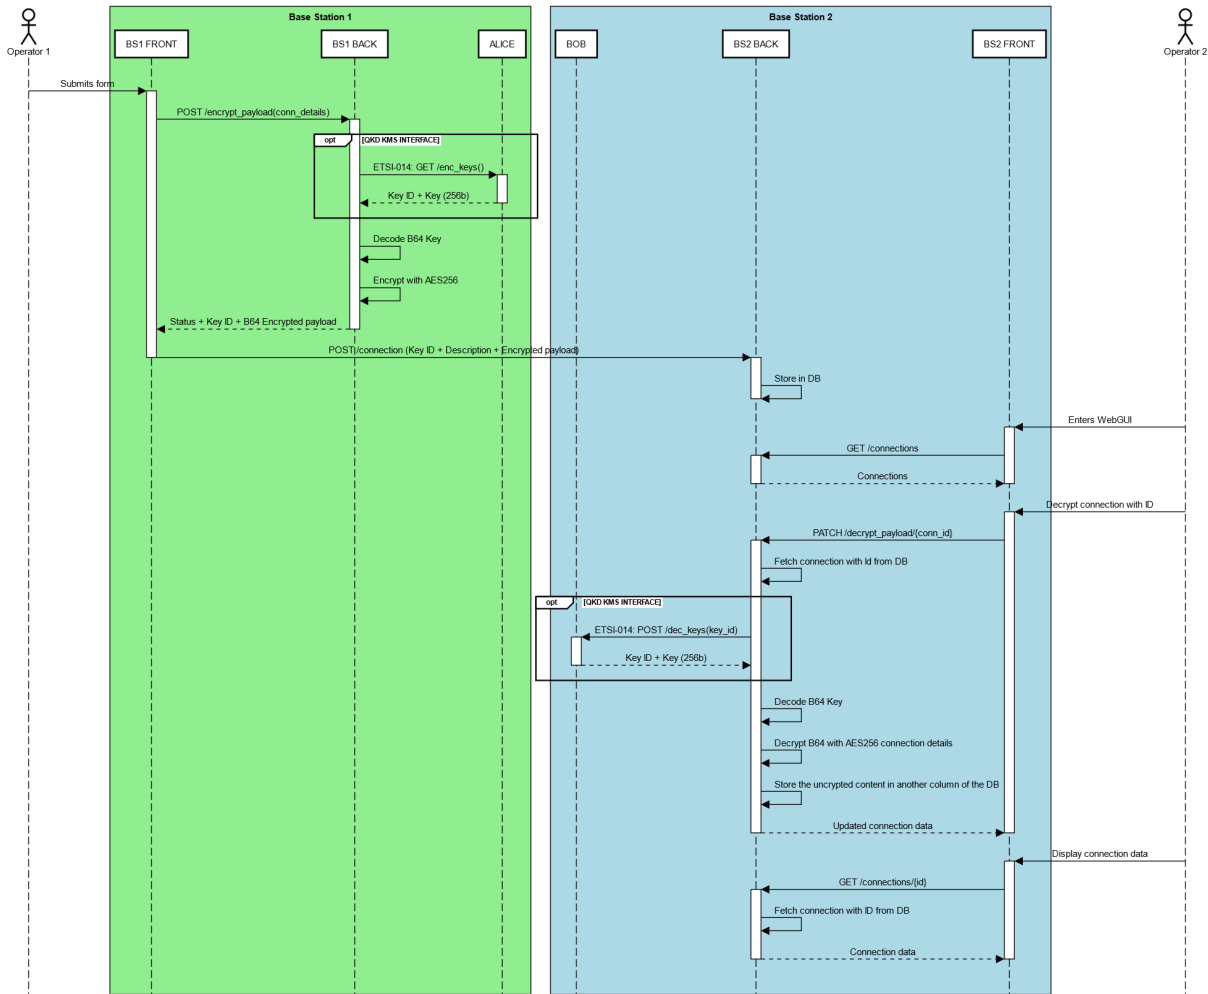 Base Station 1
Base Station 2
Operator 1
BS1 FRONT
BS1 BACK
ALICE
BOB
BS2 BACK
BS2 FRONT
Operator 2
Submits form
POST /encrypt_payload(conn_details)
opt
[QKD KMS INTERFACE]
ETSI-014: GET /enc_keys()
Key ID + Key (256b)
Decode B64 Key
Encrypt with AES256
Status + Key ID + B64 Encrypted payload
POST /connection (Key ID + Description + Encrypted payload)
Store in DB
Enters WebGUI
GET /connections
Connections
Decrypt connection with ID
PATCH /decrypt_payload/{conn_id}
Fetch connection with Id from DB
opt
[QKD KMS INTERFACE]
ETSI-014: POST /dec_keys(key_id)
Key ID + Key (256b)
Decode B64 Key
Decrypt B64 with AES256 connection details
Store the uncrypted content in another column of the DB
Updated connection data
Display connection data
GET /connections/{id}
Fetch connection with ID from DB
Connection data